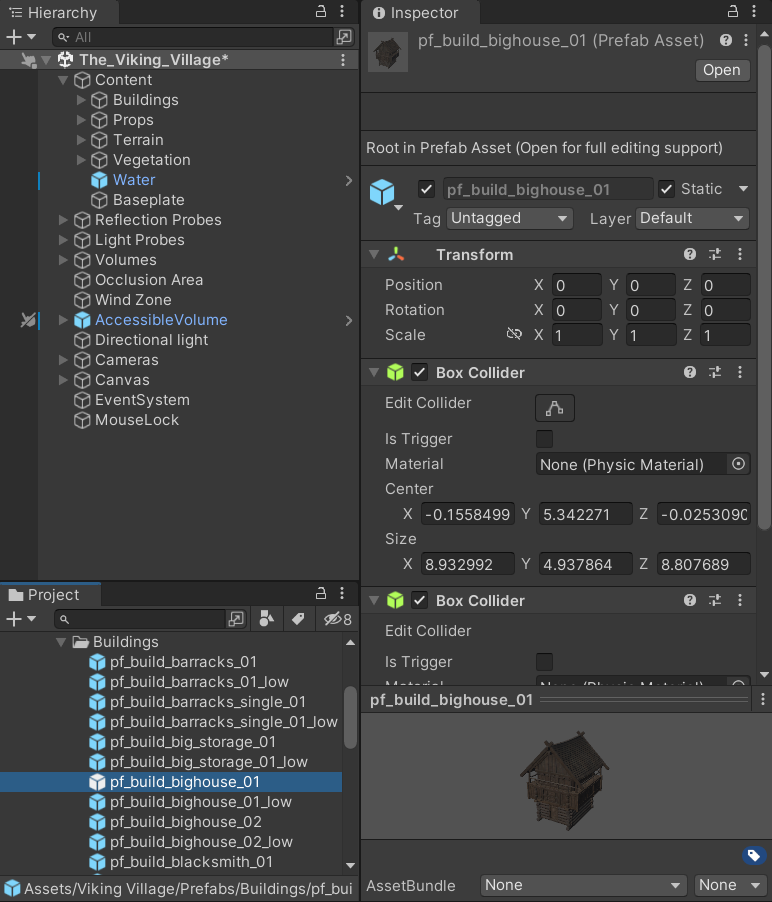 Hierarchy
All
The_Viking_Village*
Content
Buildings
Props
Terrain
Vegetation
Water
Baseplate
Reflection Probes
Light Probes
Volumes
Occlusion Area
Wind Zone
AccessibleVolume
Directional light
Cameras
Canvas
EventSystem
MouseLock
Project
8
Buildings
pf_build_barracks_01
pf_build_barracks_01_low
pf_build_barracks_single_01
pf_build_barracks_single_01_low
pf_build_big_storage_01
pf_build_big_storage_01_low
pf_build_bighouse_01
pf_build_bighouse_01_low
pf_build_bighouse_02
pf_build_bighouse_02_low
pf_build_blacksmith_01
Assets/Viking Village/Prefabs/Buildings/pf_bui
Inspector
pf_build_bighouse_01 (Prefab Asset)
Open
Root in Prefab Asset (Open for full editing support)
pf_build_bighouse_01 Static
Tag Untagged Layer Default
Transform
Position X 0 Y 0 Z 0
Rotation X 0 Y 0 Z 0
Scale X 1 Y 1 Z 1
Box Collider
Edit Collider
Is Trigger
Material None (Physic Material)
Center
X -0.1558499 Y 5.342271 Z -0.0253090
Size
X 8.932992 Y 4.937864 Z 8.807689
Box Collider
Edit Collider
Is Trigger
Material None (Physic Material)
pf_build_bighouse_01
AssetBundle None None